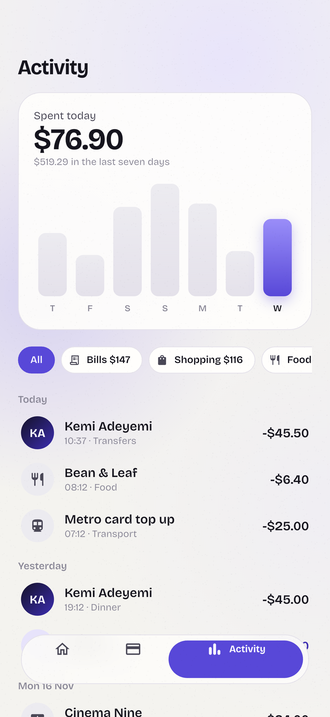 Activity
Spent today
$76.90
$519.29 in the last seven days
T F S S M T W
All Bills $147 Shopping $116 Food
Today
KA Kemi Adeyemi -$45.50
10:37 · Transfers
Bean & Leaf -$6.40
08:12 · Food
Metro card top up -$25.00
07:12 · Transport
Yesterday
KA Kemi Adeyemi -$45.00
19:12 · Dinner
Activity
Mon 16 Nov
Cinema Nine -$24.00